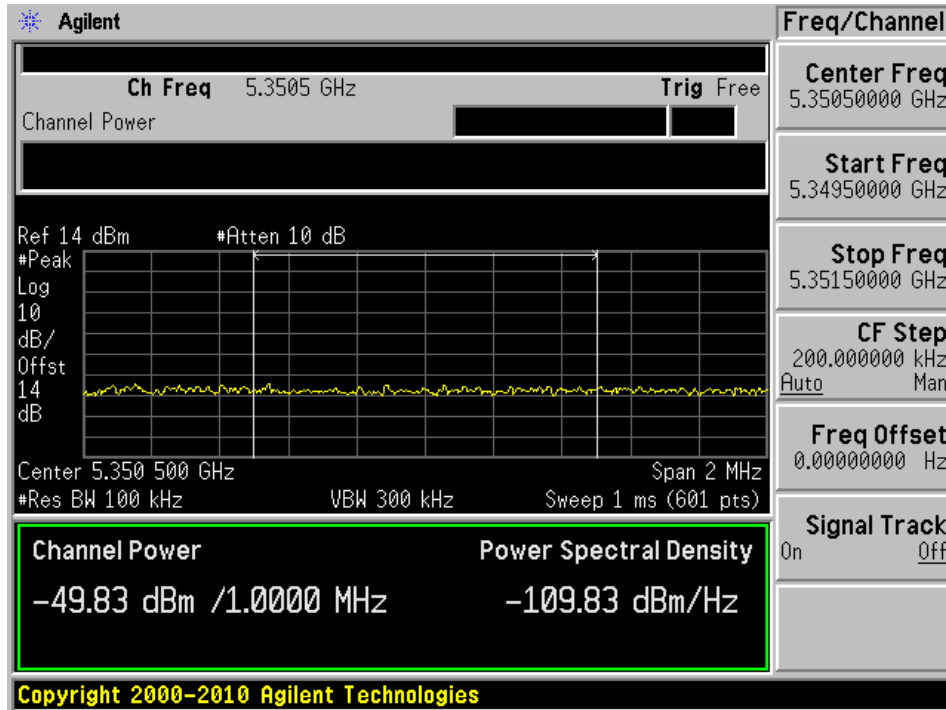 Agilent
Freq/Channel
Ch Freq 5.3505 GHz Trig Free
Channel Power
Center Freq
5.35050000 GHz
Start Freq
5.34950000 GHz
Stop Freq
5.35150000 GHz
CF Step
200.000000 kHz
Auto Man
Freq Offset
0.00000000 Hz
Signal Track
On Off
Ref 14 dBm #Atten 10 dB
#Peak
Log
10
dB/
Offst
14
dB
Center 5.350 500 GHz Span 2 MHz
#Res BW 100 kHz VBW 300 kHz Sweep 1 ms (601 pts)
Channel Power Power Spectral Density
-49.83 dBm /1.0000 MHz -109.83 dBm/Hz
Copyright 2000-2010 Agilent Technologies